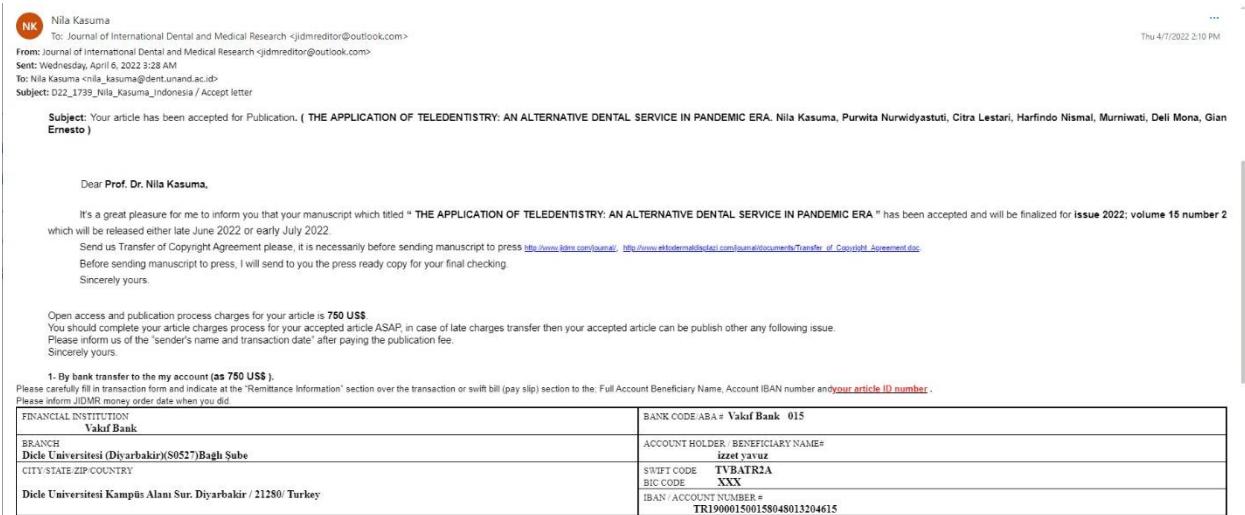 NK
Nila Kasuma
To: Journal of International Dental and Medical Research <jidmreditor@outlook.com>
Thu 4/7/2022 2:10 PM
From: Journal of International Dental and Medical Research <jidmreditor@outlook.com>
Sent: Wednesday, April 6, 2022 3:28 AM
To: Nila Kasuma <nila_kasuma@dent.unand.ac.id>
Subject: D22_1739_Nila_Kasuma_Indonesia / Accept letter
Subject: Your article has been accepted for Publication. ( THE APPLICATION OF TELEDENTISTRY: AN ALTERNATIVE DENTAL SERVICE IN PANDEMIC ERA. Nila Kasuma, Purwita Nurwidyastuti, Citra Lestari, Harfindo Nismal, Murniwati, Deli Mona, Gian
Ernesto )
Dear Prof. Dr. Nila Kasuma,
It's a great pleasure for me to inform you that your manuscript which titled “ THE APPLICATION OF TELEDENTISTRY: AN ALTERNATIVE DENTAL SERVICE IN PANDEMIC ERA ” has been accepted and will be finalized for issue 2022; volume 15 number 2
which will be released either late June 2022 or early July 2022.
Send us Transfer of Copyright Agreement please, it is necessarily before sending manuscript to press http://www.jidmr.com/journal/, http://www.ektodermaldisplazi.com/journal/documents/Transfer_of_Copyright_Agreement.doc.
Before sending manuscript to press, I will send to you the press ready copy for your final checking.
Sincerely yours.
Open access and publication process charges for your article is 750 US$.
You should complete your article charges process for your accepted article ASAP, in case of late charges transfer then your accepted article can be publish other any following issue.
Please inform us of the “sender's name and transaction date” after paying the publication fee.
Sincerely yours.
1- By bank transfer to the my account (as 750 US$ ).
Please carefully fill in transaction form and indicate at the “Remittance Information” section over the transaction or swift bill (pay slip) section to the: Full Account Beneficiary Name, Account IBAN number andyour article ID number .
Please inform JIDMR money order date when you did.
FINANCIAL INSTITUTION
Vakıf Bank
BANK CODE/ABA # Vakıf Bank 015
BRANCH
Dicle Universitesi (Diyarbakir)(S0527)Bağlı Şube
ACCOUNT HOLDER / BENEFICIARY NAME#
izzet yavuz
CITY/STATE/ZIP/COUNTRY
Dicle Universitesi Kampüs Alanı Sur. Diyarbakir / 21280/ Turkey
SWIFT CODE TVBATR2A
BIC CODE XXX
IBAN / ACCOUNT NUMBER #
TR190001500158048013204615